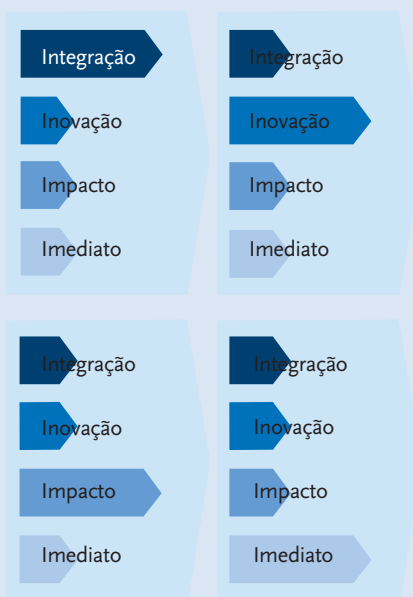 Integração
Inovação
Impacto
Imediato
Integração
Inovação
Impacto
Imediato
Integração
Inovação
Impacto
Imediato
Integração
Inovação
Impacto
Imediato